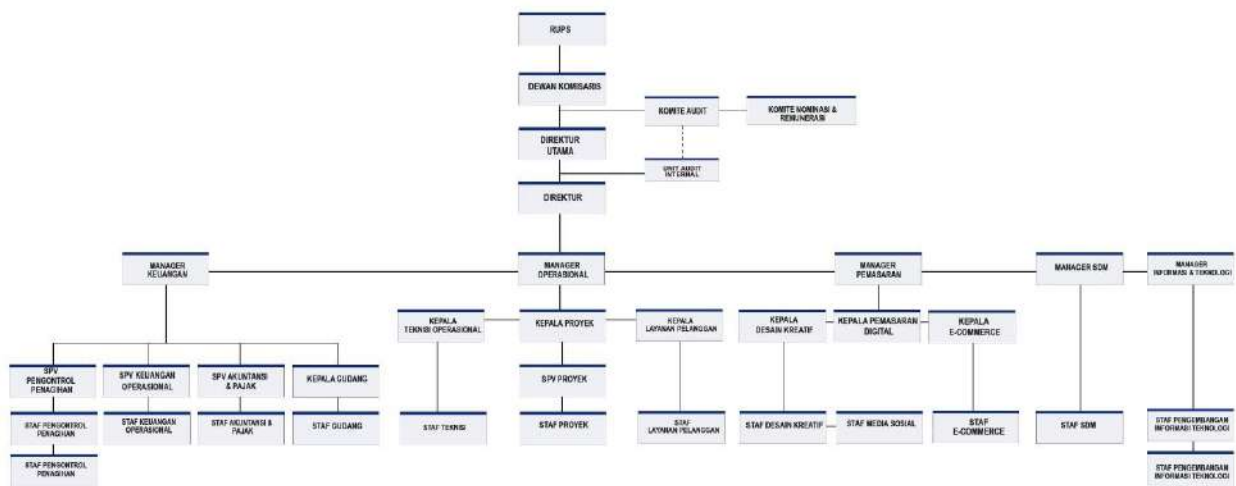 RUPS
DEWAN KOMISARIS
KOMITE AUDIT
KOMITE NOMINASI &
REMUNERASI
DIREKTUR
UTAMA
UNIT AUDIT
INTERNAL
DIREKTUR
MANAGER
KEUANGAN
MANAGER
OPERASIONAL
MANAGER
PEMASARAN
MANAGER SDM
MANAGER
INFORMASI & TEKNOLOGI
KEPALA
TEKNISI OPERASIONAL
KEPALA PROYEK
KEPALA
LAYANAN PELANGGAN
KEPALA
DESAIN KREATIF
KEPALA PEMASARAN
DIGITAL
KEPALA
E-COMMERCE
SPV
PENGONTROL
PENAGIHAN
SPV KEUANGAN
OPERASIONAL
SPV AKUNTANSI
& PAJAK
KEPALA GUDANG
SPV PROYEK
STAF PENGONTROL
PENAGIHAN
STAF KEUANGAN
OPERASIONAL
STAF AKUNTANSI &
PAJAK
STAF GUDANG
STAF TEKNISI
STAF PROYEK
STAF
LAYANAN PELANGGAN
STAF DESAIN KREATIF
STAF MEDIA SOSIAL
STAF
E-COMMERCE
STAF SDM
STAF PENGEMBANGAN
INFORMASI TEKNOLOGI
STAF PENGONTROL
PENAGIHAN
STAF PENGEMBANGAN
INFORMASI TEKNOLOGI